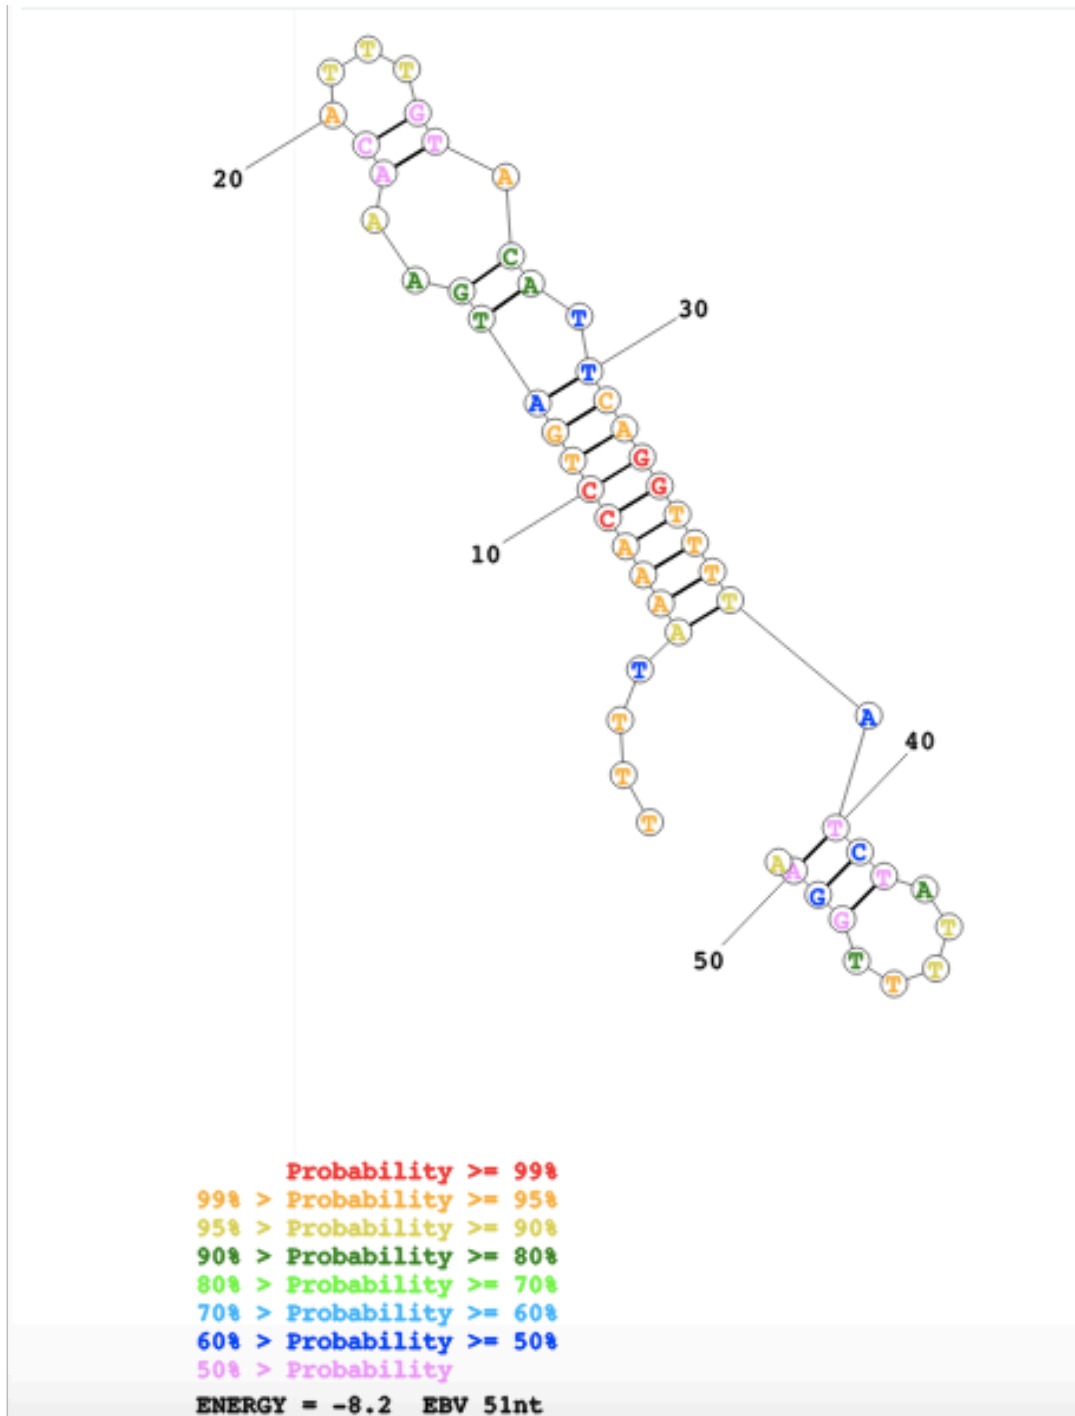 T
T T
A G
C T
20 A A
A
C
A G A
T T 30
T
A C
G A
T G
C G
C T
10 A T
A T
A T
A
T
T A
40
T
T T
C
A A T
G A
G T
50 T T
T
Probability >= 99%
99% > Probability >= 95%
95% > Probability >= 90%
90% > Probability >= 80%
80% > Probability >= 70%
70% > Probability >= 60%
60% > Probability >= 50%
50% > Probability
ENERGY = -8.2 EBV 51nt